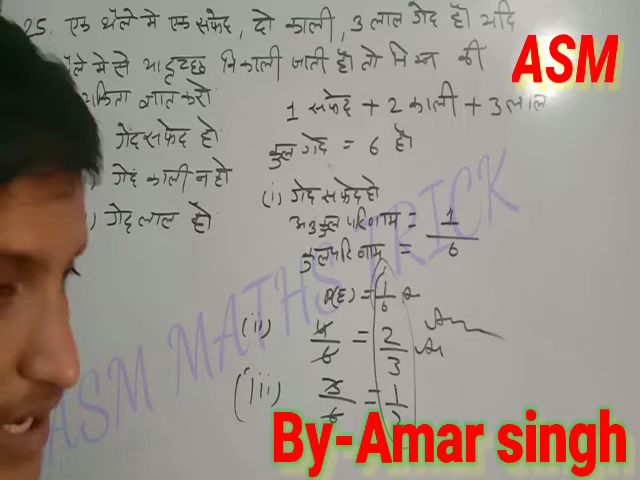 25. एक थैले मे एक सफेद, दो काली, 3 लाल गेंद हैं। यदि
थैले मे से यादृच्छ निकाली जाती हैं। तो निम्न की
ज्ञात करो
गेंद सफेद हो
गेंद काली न हो
) गेंद लाल हो
1 सफेद + 2 काली + 3 लाल
कुल गेंद = 6 हैं
(i) गेंद सफेद हो
अनुकूल परिनाम = 1
कुल परिनाम = 6
P(E) = 1/6
(ii) 4/6 = 2/3
(iii) 3/6 = 1/2
ASM MATHS TRICK
ASM
By-Amar singh